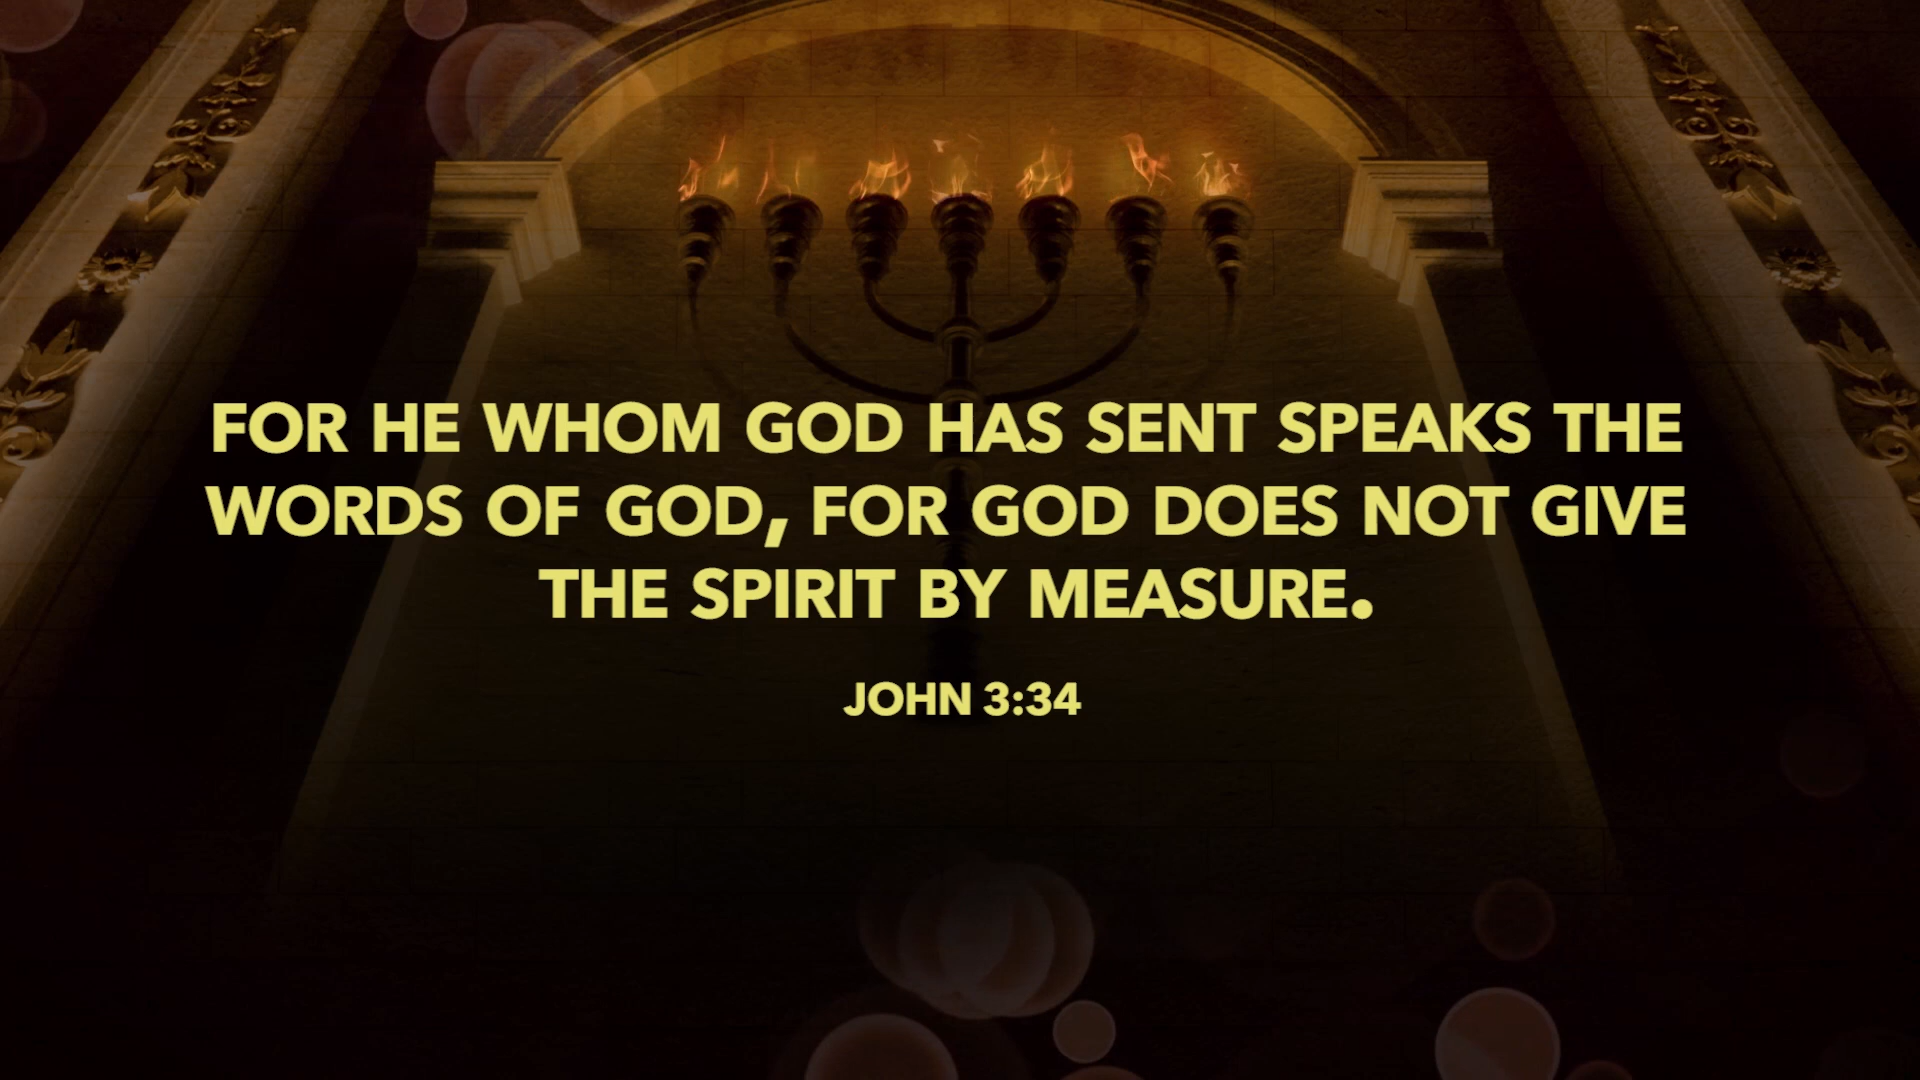 FOR HE WHOM GOD HAS SENT SPEAKS THE
WORDS OF GOD, FOR GOD DOES NOT GIVE
THE SPIRIT BY MEASURE.
JOHN 3:34